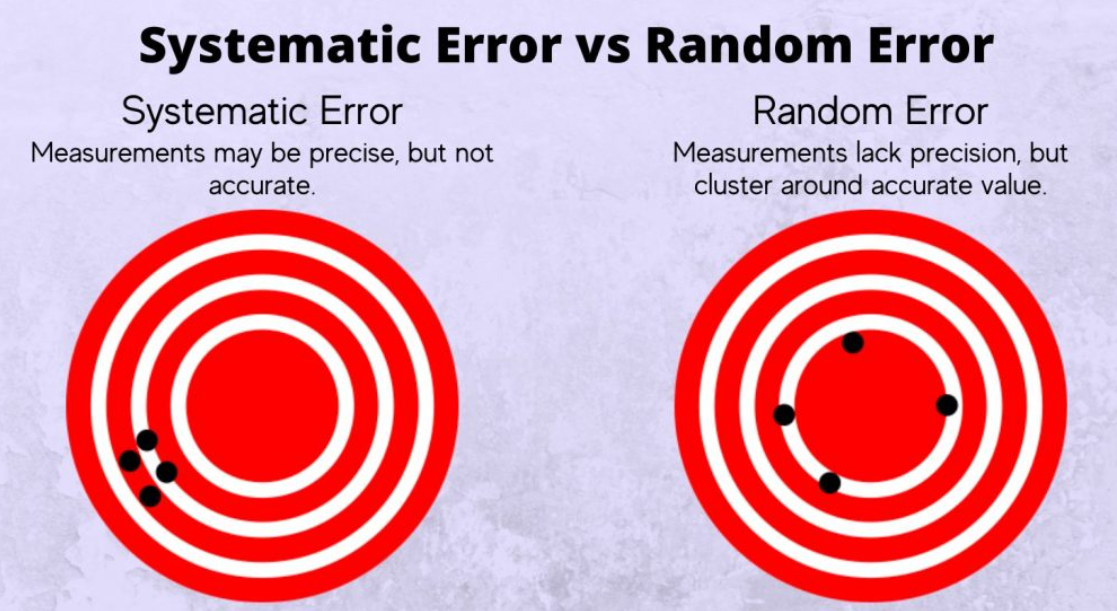 Systematic Error vs Random Error
Systematic Error
Measurements may be precise, but not
accurate.
Random Error
Measurements lack precision, but
cluster around accurate value.